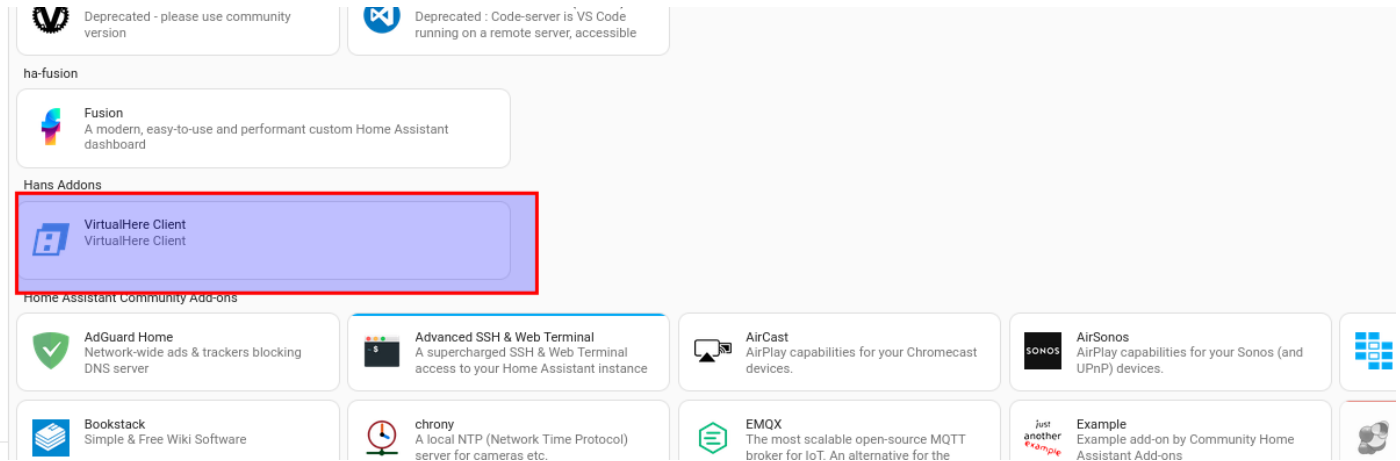 Deprecated - please use community
version
Deprecated : Code-server is VS Code
running on a remote server, accessible
ha-fusion
Fusion
A modern, easy-to-use and performant custom Home Assistant
dashboard
Hans Addons
VirtualHere Client
VirtualHere Client
Home Assistant Community Add-ons
AdGuard Home
Network-wide ads & trackers blocking
DNS server
$
Advanced SSH & Web Terminal
A supercharged SSH & Web Terminal
access to your Home Assistant instance
AirCast
AirPlay capabilities for your Chromecast
devices.
SONOS
AirSonos
AirPlay capabilities for your Sonos (and
UPnP) devices.
Bookstack
Simple & Free Wiki Software
chrony
A local NTP (Network Time Protocol)
server for cameras etc.
EMQX
The most scalable open-source MQTT
broker for IoT. An alternative for the
just
another
example
Example
Example add-on by Community Home
Assistant Add-ons